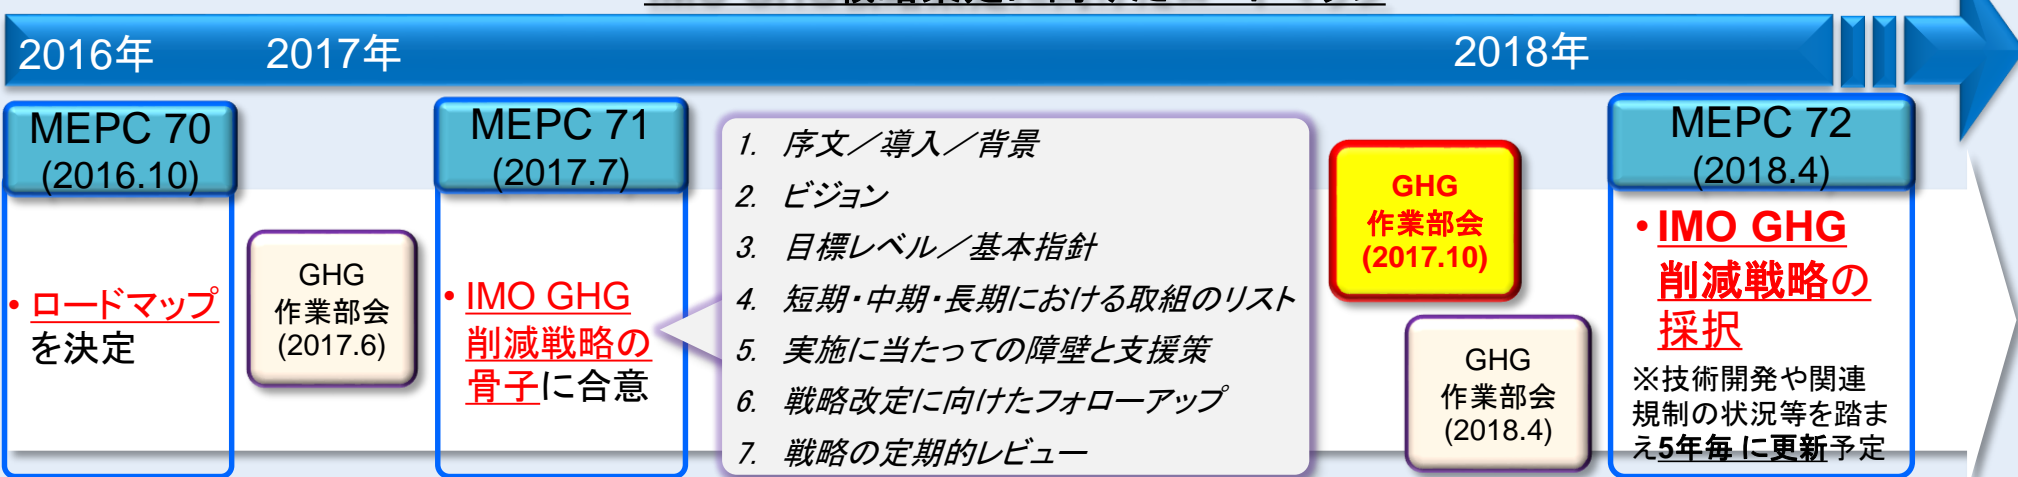 2016年
2017年
2018年
MEPC 70
(2016.10)
・ロードマップ
を決定
GHG
作業部会
(2017.6)
MEPC 71
(2017.7)
・IMO GHG
削減戦略の
骨子に合意
1. 序文／導入／背景
2. ビジョン
3. 目標レベル／基本指針
4. 短期・中期・長期における取組のリスト
5. 実施に当たっての障壁と支援策
6. 戦略改定に向けたフォローアップ
7. 戦略の定期的レビュー
GHG
作業部会
(2017.10)
GHG
作業部会
(2018.4)
MEPC 72
(2018.4)
・IMO GHG
削減戦略の
採択
※技術開発や関連
規制の状況等を踏ま
え5年毎に更新予定